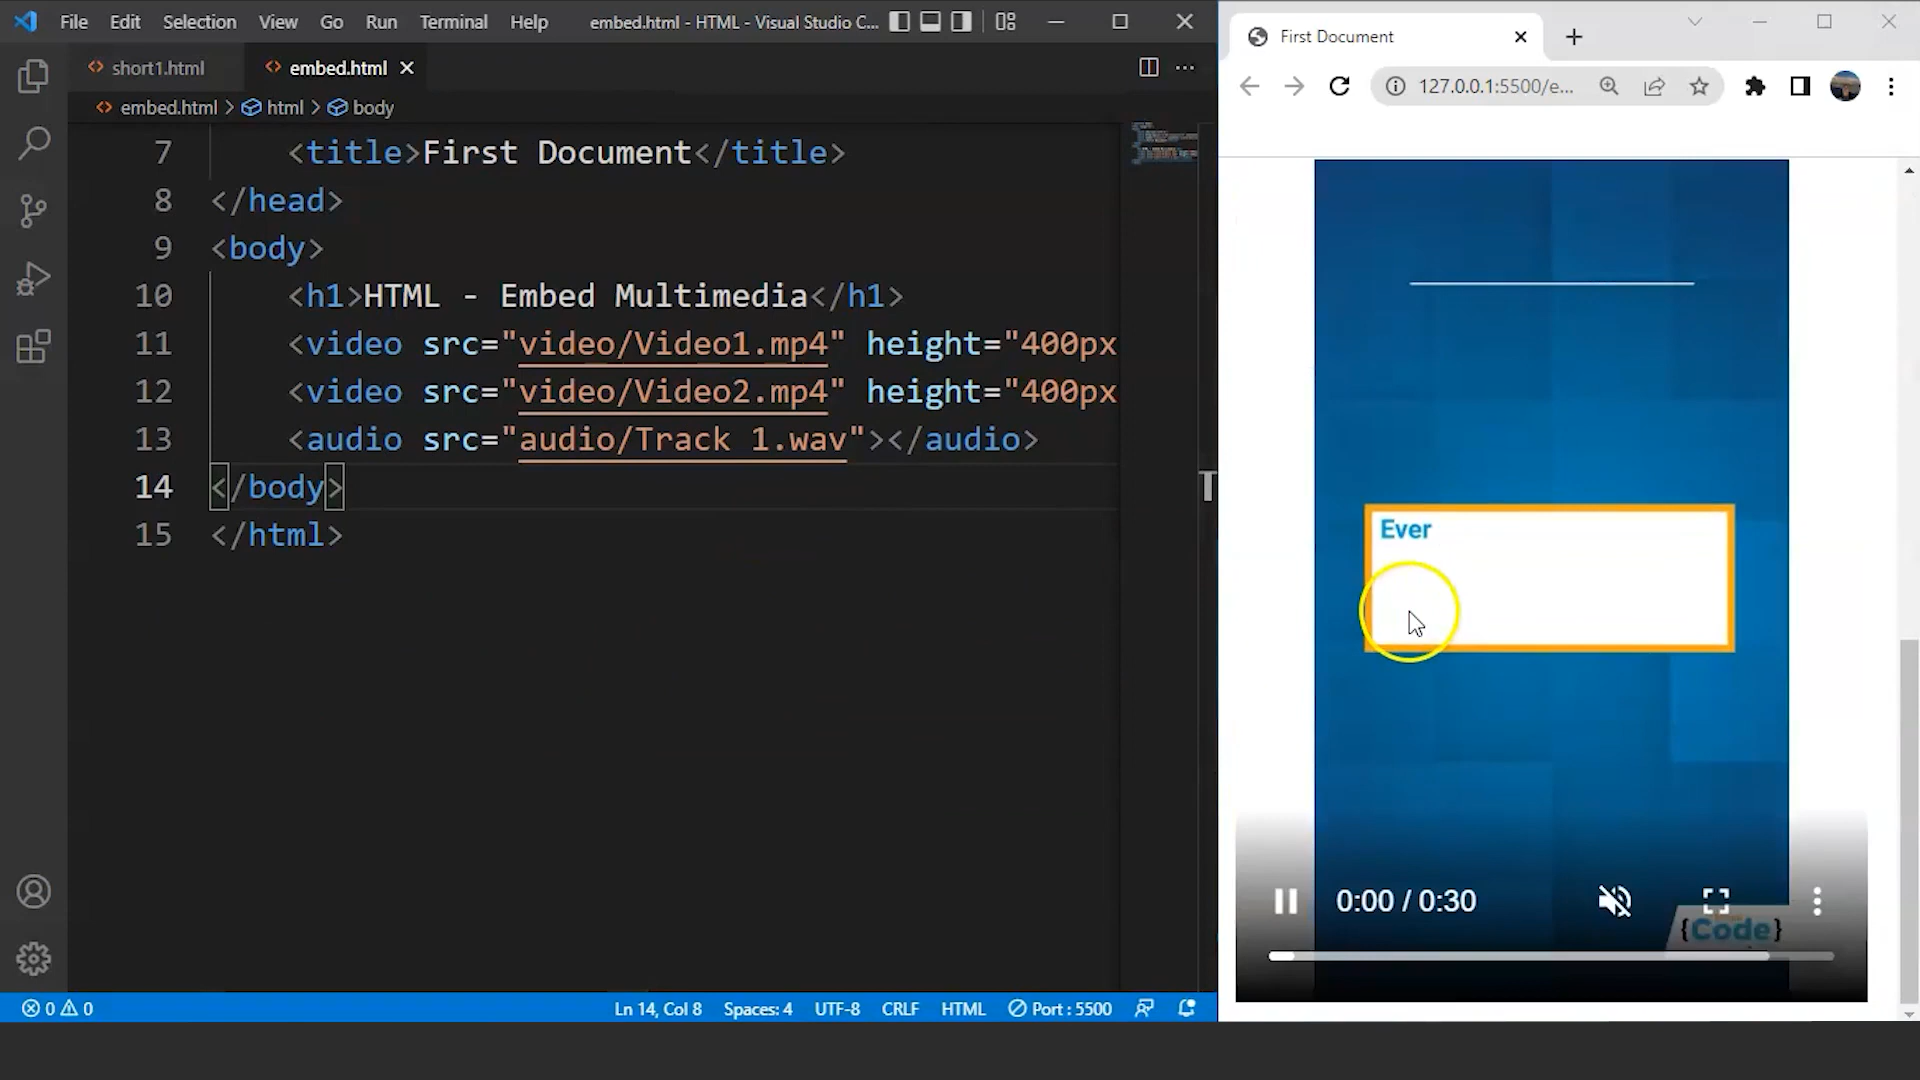 File Edit Selection View Go Run Terminal Help embed.html - HTML - Visual Studio C...
short1.html embed.html
embed.html > html > body
7 <title>First Document</title>
8 </head>
9 <body>
10 <h1>HTML - Embed Multimedia</h1>
11 <video src="video/Video1.mp4" height="400px
12 <video src="video/Video2.mp4" height="400px
13 <audio src="audio/Track 1.wav"></audio>
14 </body>
15 </html>
0 0 Ln 14, Col 8 Spaces: 4 UTF-8 CRLF HTML Port : 5500
First Document
127.0.0.1:5500/e...
Ever
0:00 / 0:30
{Code}